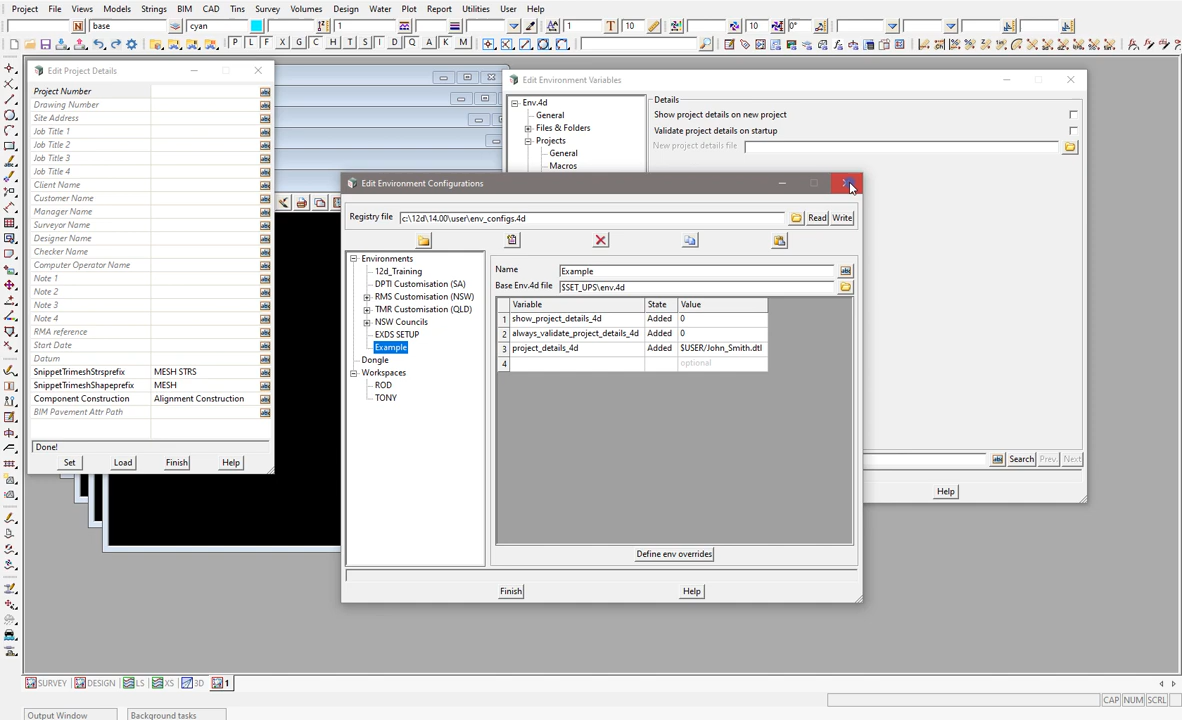 Project File Views Models Strings BIM CAD Tins Survey Volumes Design Water Plot Report Utilities User Help
N base cyan 1 1 T 10 10 0°
P L F X G C H T S I D Q A K M
Edit Project Details
Project Number
Drawing Number
Site Address
Job Title 1
Job Title 2
Job Title 3
Job Title 4
Client Name
Customer Name
Manager Name
Surveyor Name
Designer Name
Checker Name
Computer Operator Name
Note 1
Note 2
Note 3
Note 4
RMA reference
Start Date
Datum
SnippetTrimeshStrsprefix MESH STRS
SnippetTrimeshShapeprefix MESH
Component Construction Alignment Construction
BIM Pavement Attr Path
Done!
Set Load Finish Help
Edit Environment Variables
Env.4d
General
Files & Folders
Projects
General
Macros
Details
Show project details on new project
Validate project details on startup
New project details file
Search Prev. Next
Help
Edit Environment Configurations
Registry file c:\12d\14.00\user\env_configs.4d Read Write
Environments
12d_Training
DPTI Customisation (SA)
RMS Customisation (NSW)
TMR Customisation (QLD)
NSW Councils
EXDS SETUP
Example
Dongle
Workspaces
ROD
TONY
Name Example
Base Env.4d file $SET_UPS\env.4d
Variable State Value
1 show_project_details_4d Added 0
2 always_validate_project_details_4d Added 0
3 project_details_4d Added $USER/John_Smith.dtl
4 optional
Define env overrides
Finish Help
SURVEY DESIGN LS XS 3D 1
CAP NUM SCRL
Output Window Background tasks